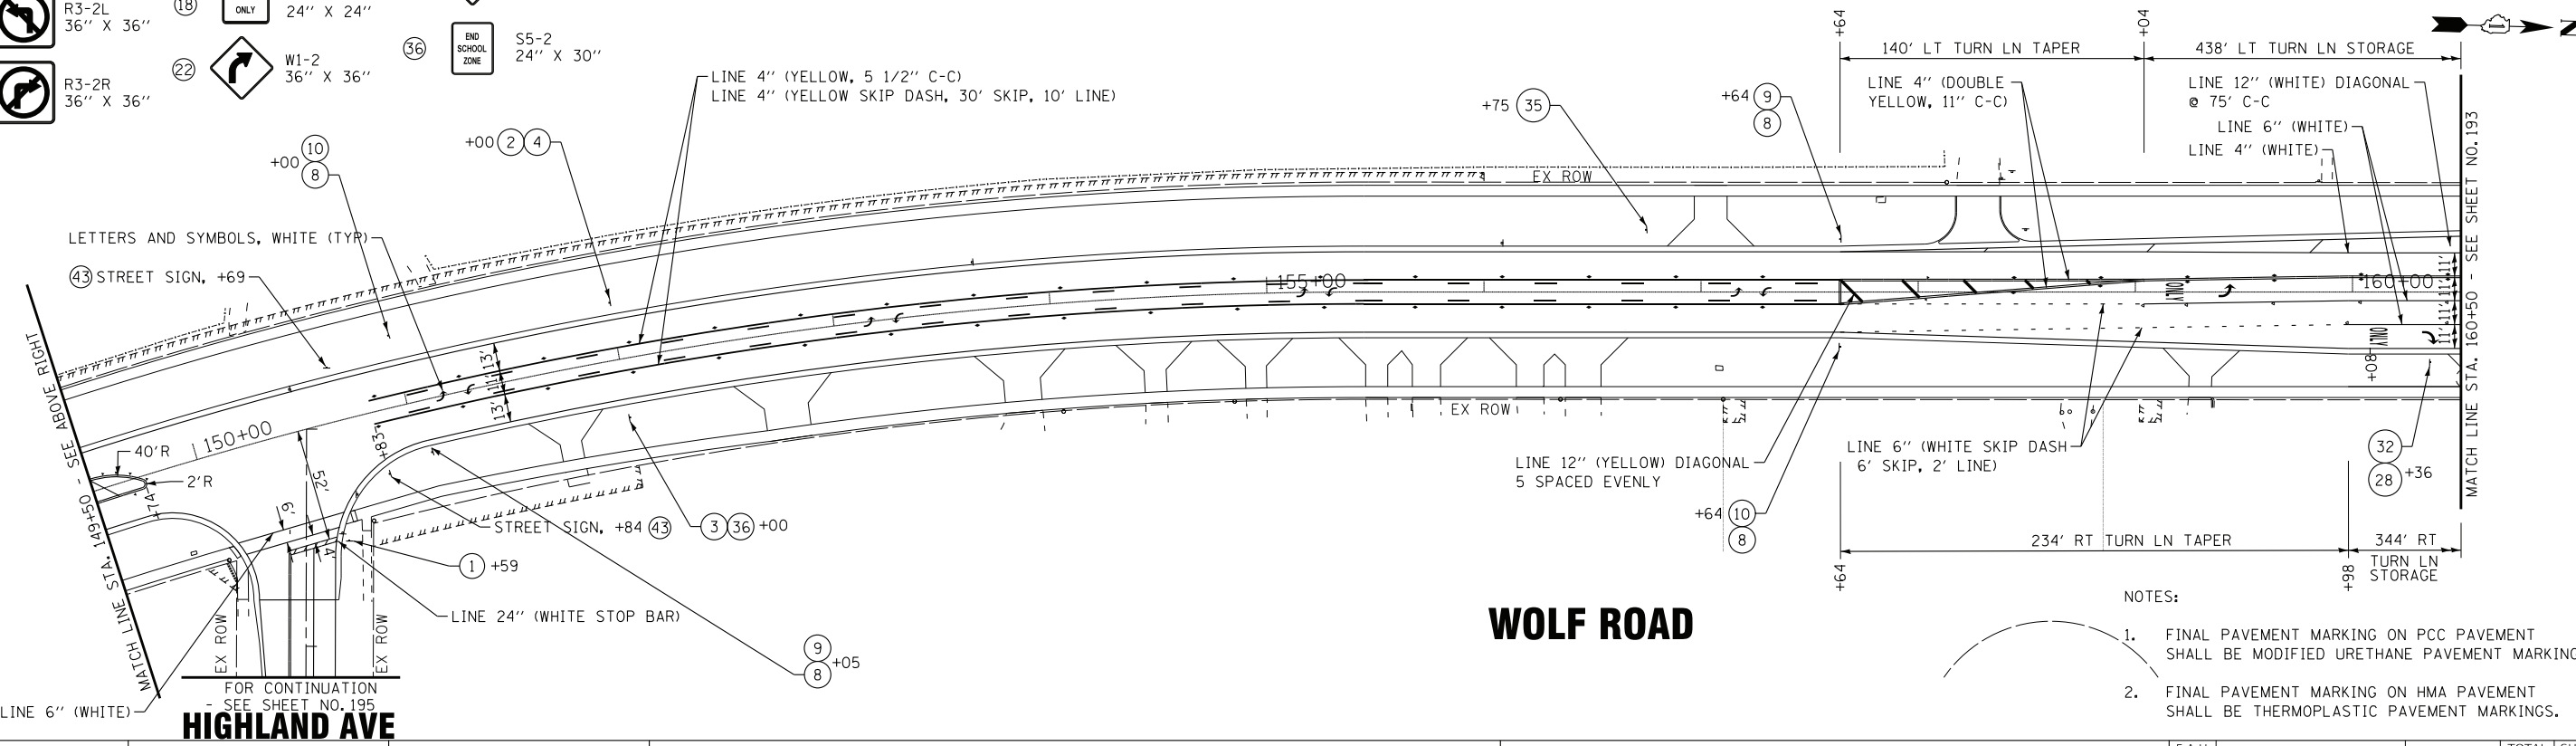 R3-2L
36" X 36"
18
ONLY
24" X 24"
R3-2R
36" X 36"
22
W1-2
36" X 36"
36
END
SCHOOL
ZONE
S5-2
24" X 30"
LINE 4" (YELLOW, 5 1/2" C-C)
LINE 4" (YELLOW SKIP DASH, 30' SKIP, 10' LINE)
+00 10
8
+00 2 4
+75 35
+64 9
8
+64
+04
140' LT TURN LN TAPER
438' LT TURN LN STORAGE
LINE 4" (DOUBLE
YELLOW, 11" C-C)
LINE 12" (WHITE) DIAGONAL
@ 75' C-C
LINE 6" (WHITE)
LINE 4" (WHITE)
EX ROW
LETTERS AND SYMBOLS, WHITE (TYP)
43 STREET SIGN, +69
155+00
160+00
ONLY
ONLY
11'
11'
11'
11'
13'
11'
13'
150+00
+83
40'R
2'R
+74
52'
6'
4'
EX ROW
+08
MATCH LINE STA. 149+50 - SEE ABOVE RIGHT
MATCH LINE STA. 160+50 - SEE SHEET NO. 193
STREET SIGN, +84 43
3 36 +00
1 +59
LINE 24" (WHITE STOP BAR)
9
8
+05
LINE 12" (YELLOW) DIAGONAL
5 SPACED EVENLY
LINE 6" (WHITE SKIP DASH
6' SKIP, 2' LINE)
+64 10
8
32
28 +36
234' RT TURN LN TAPER
344' RT
TURN LN
STORAGE
+64
+98
EX ROW
EX ROW
FOR CONTINUATION
- SEE SHEET NO. 195
LINE 6" (WHITE)
HIGHLAND AVE
WOLF ROAD
NOTES:
1. FINAL PAVEMENT MARKING ON PCC PAVEMENT
SHALL BE MODIFIED URETHANE PAVEMENT MARKING
2. FINAL PAVEMENT MARKING ON HMA PAVEMENT
SHALL BE THERMOPLASTIC PAVEMENT MARKINGS.